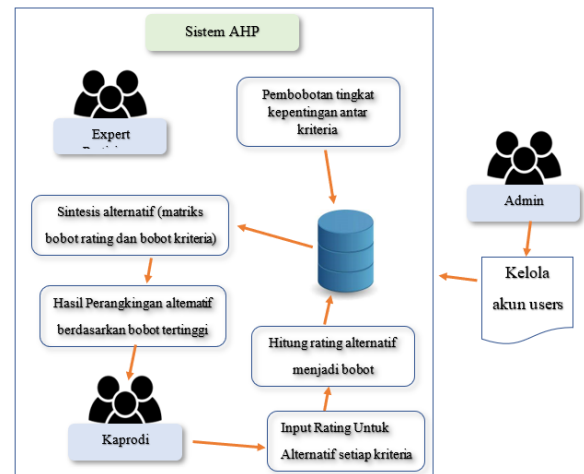 Sistem AHP
Expert
Pembobotan tingkat
kepentingan antar
kriteria
Admin
Kelola
akun users
Sintesis alternatif (matriks
bobot rating dan bobot kriteria)
Hasil Perangkingan alternatif
berdasarkan bobot tertinggi
Hitung rating alternatif
menjadi bobot
Kaprodi
Input Rating Untuk
Alternatif setiap kriteria